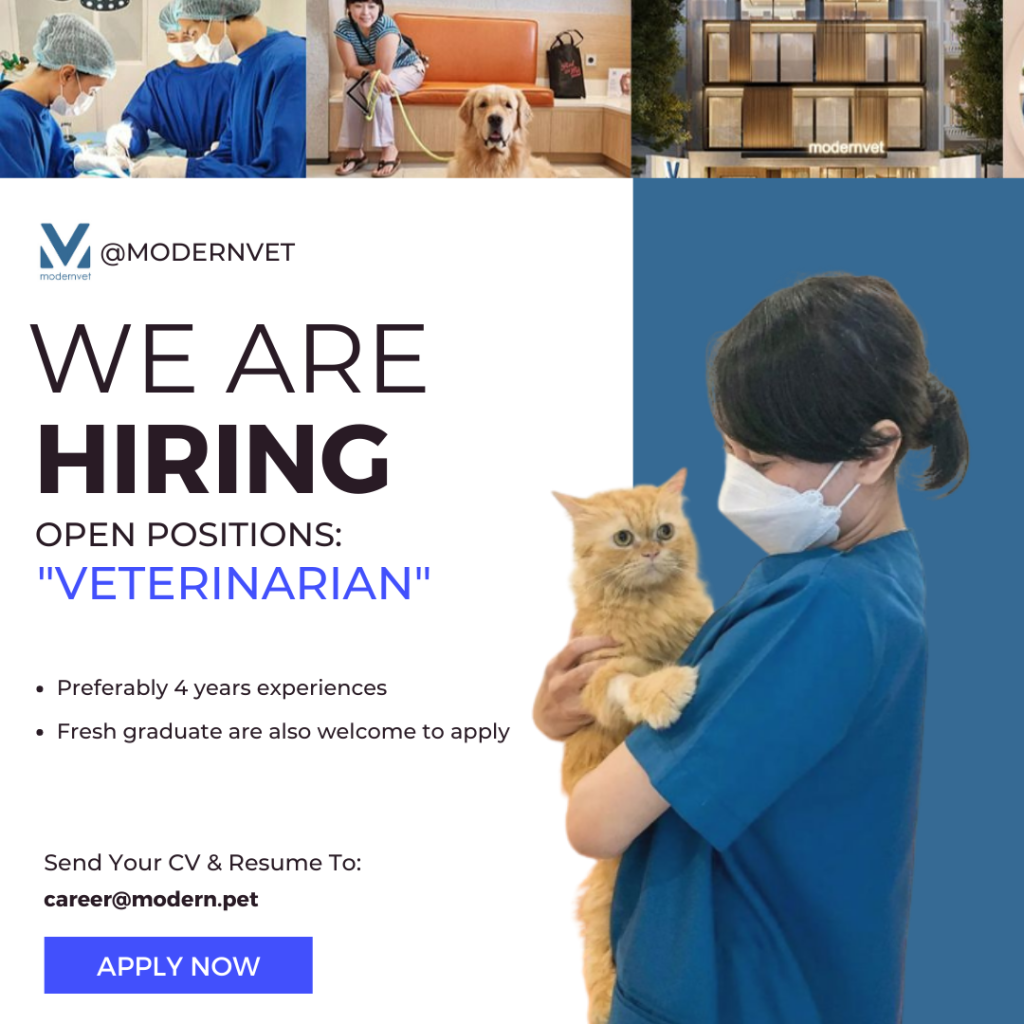 modernvet
modernvet
@MODERNVET
WE ARE
HIRING
OPEN POSITIONS:
"VETERINARIAN"
• Preferably 4 years experiences
• Fresh graduate are also welcome to apply
Send Your CV & Resume To:
career@modern.pet
APPLY NOW